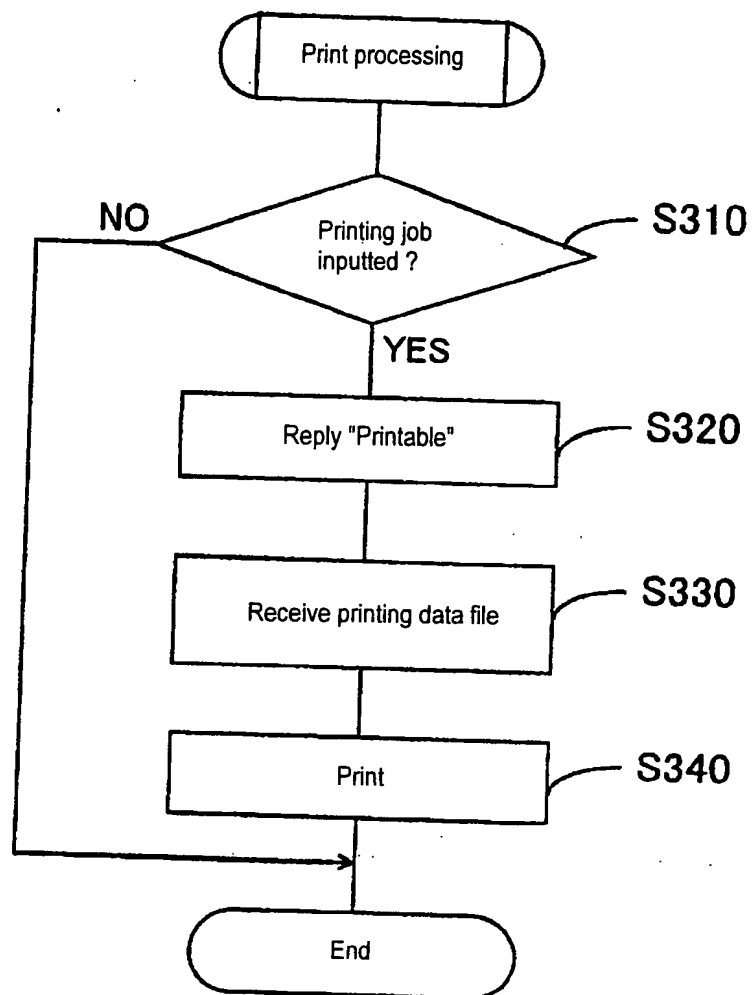 Print processing
NO
Printing job
inputted ?
S310
YES
Reply "Printable"
S320
Receive printing data file
S330
Print
S340
End